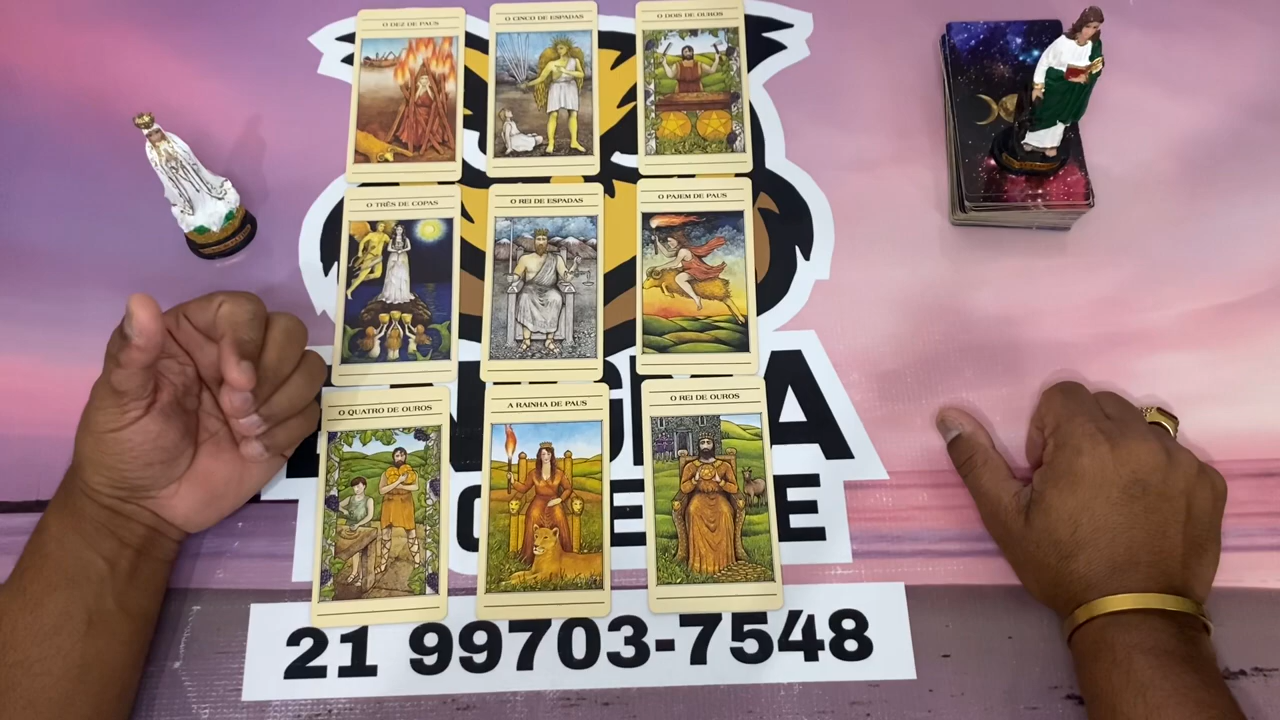 O DEZ DE PAUS
O CINCO DE ESPADAS
O DOIS DE OUROS
O TRÊS DE COPAS
O REI DE ESPADAS
O PAJEM DE PAUS
O QUATRO DE OUROS
A RAINHA DE PAUS
O REI DE OUROS
21 99703-7548